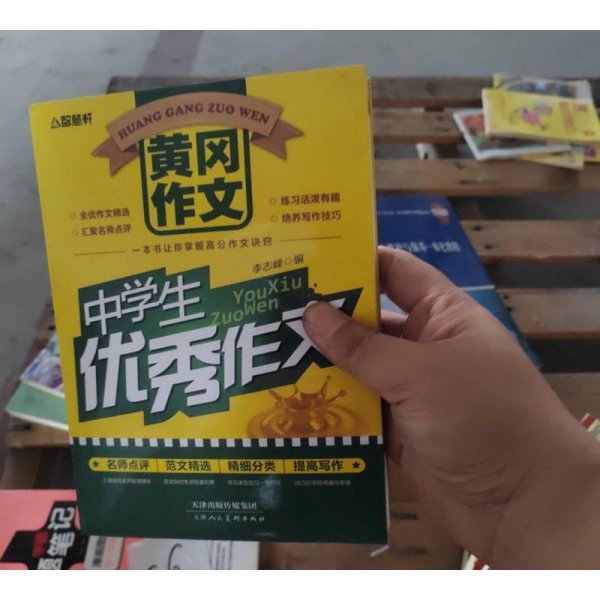 智慧轩
HUANG GANG ZUO WEN
黄冈
作文
全优作文精选
汇聚名师点评
练习活泼有趣
培养写作技巧
一本书让你掌握高分作文诀窍
李志峰 编
中学生
YouXiu
ZuoWen
优秀作文
名师点评 范文精选 精细分类 提高写作
天津出版传媒集团
天津人民美术出版社
题笔记